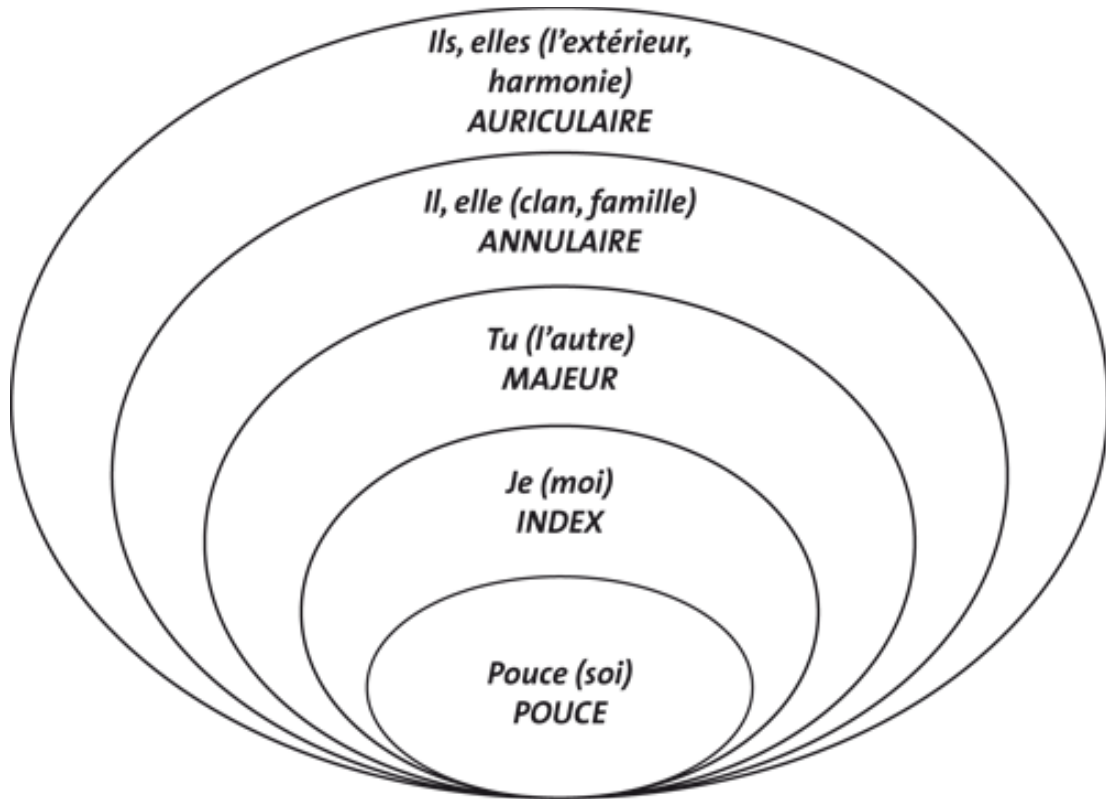 Ils, elles (l’extérieur,
harmonie)
AURICULAIRE
Il, elle (clan, famille)
ANNULAIRE
Tu (l’autre)
MAJEUR
Je (moi)
INDEX
Pouce (soi)
POUCE